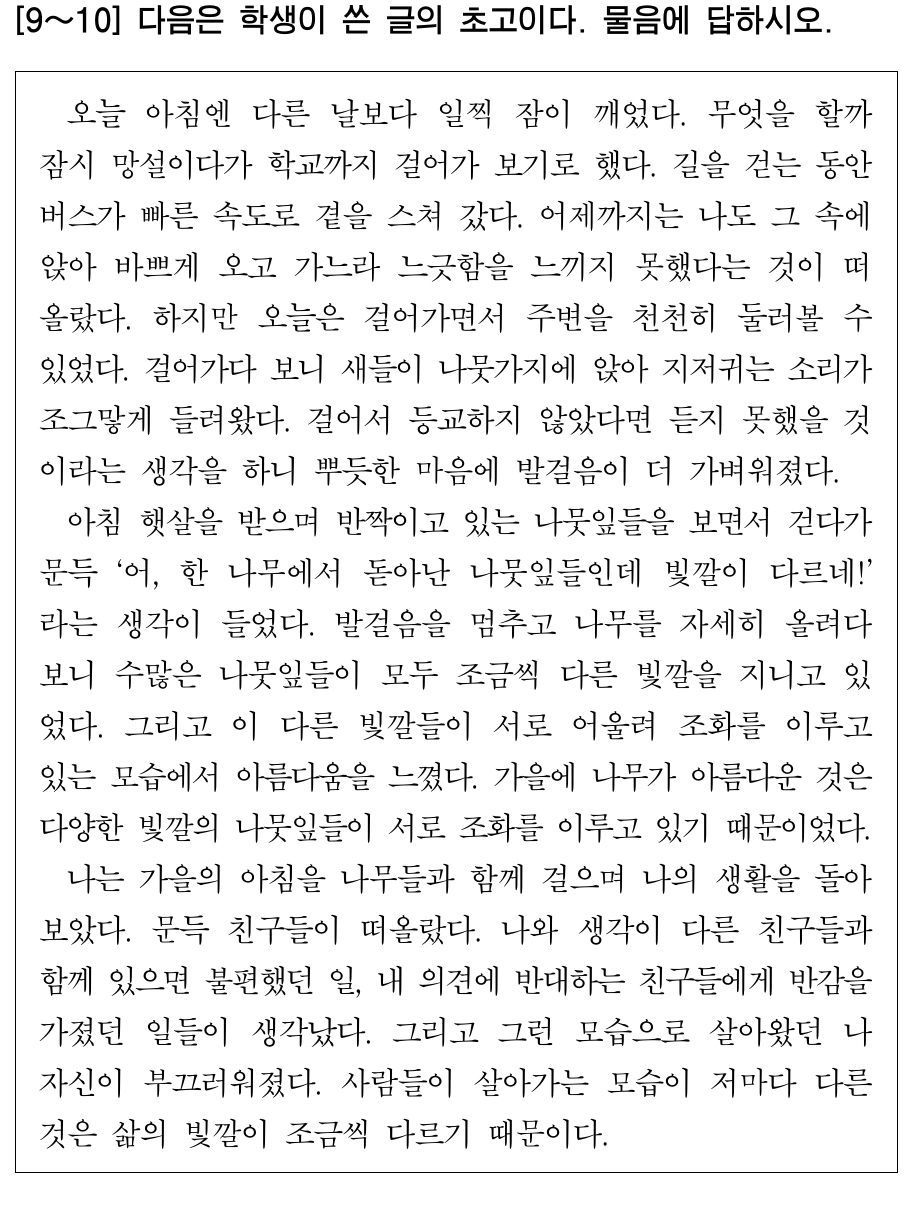 [9～10] 다음은 학생이 쓴 글의 초고이다. 물음에 답하시오.
오늘 아침엔 다른 날보다 일찍 잠이 깨었다. 무엇을 할까
잠시 망설이다가 학교까지 걸어가 보기로 했다. 길을 걷는 동안
버스가 빠른 속도로 곁을 스쳐 갔다. 어제까지는 나도 그 속에
앉아 바쁘게 오고 가느라 느긋함을 느끼지 못했다는 것이 떠
올랐다. 하지만 오늘은 걸어가면서 주변을 천천히 둘러볼 수
있었다. 걸어가다 보니 새들이 나뭇가지에 앉아 지저귀는 소리가
조그맣게 들려왔다. 걸어서 등교하지 않았다면 듣지 못했을 것
이라는 생각을 하니 뿌듯한 마음에 발걸음이 더 가벼워졌다.
아침 햇살을 받으며 반짝이고 있는 나뭇잎들을 보면서 걷다가
문득 ‘어, 한 나무에서 돋아난 나뭇잎들인데 빛깔이 다르네!’
라는 생각이 들었다. 발걸음을 멈추고 나무를 자세히 올려다
보니 수많은 나뭇잎들이 모두 조금씩 다른 빛깔을 지니고 있
었다. 그리고 이 다른 빛깔들이 서로 어울려 조화를 이루고
있는 모습에서 아름다움을 느꼈다. 가을에 나무가 아름다운 것은
다양한 빛깔의 나뭇잎들이 서로 조화를 이루고 있기 때문이었다.
나는 가을의 아침을 나무들과 함께 걸으며 나의 생활을 돌아
보았다. 문득 친구들이 떠올랐다. 나와 생각이 다른 친구들과
함께 있으면 불편했던 일, 내 의견에 반대하는 친구들에게 반감을
가졌던 일들이 생각났다. 그리고 그런 모습으로 살아왔던 나
자신이 부끄러워졌다. 사람들이 살아가는 모습이 저마다 다른
것은 삶의 빛깔이 조금씩 다르기 때문이다.